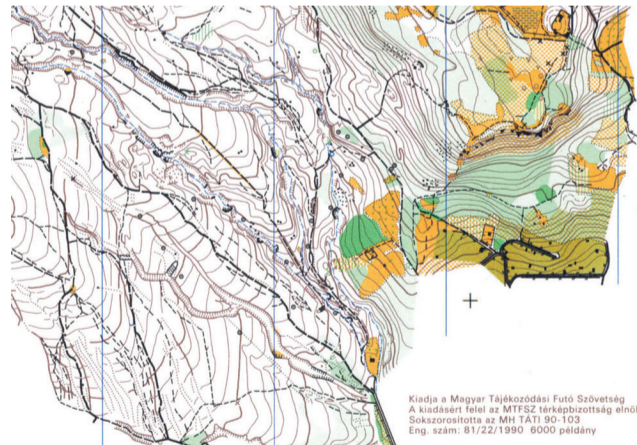 Kiadja a Magyar Tájékozódási Futó Szövetség
A kiadásért felel az MTFSZ térképbizottság elnök
Sokszorosította az MH TÁTI 90-103
Eng. szám: 81/22/1990 6000 példány